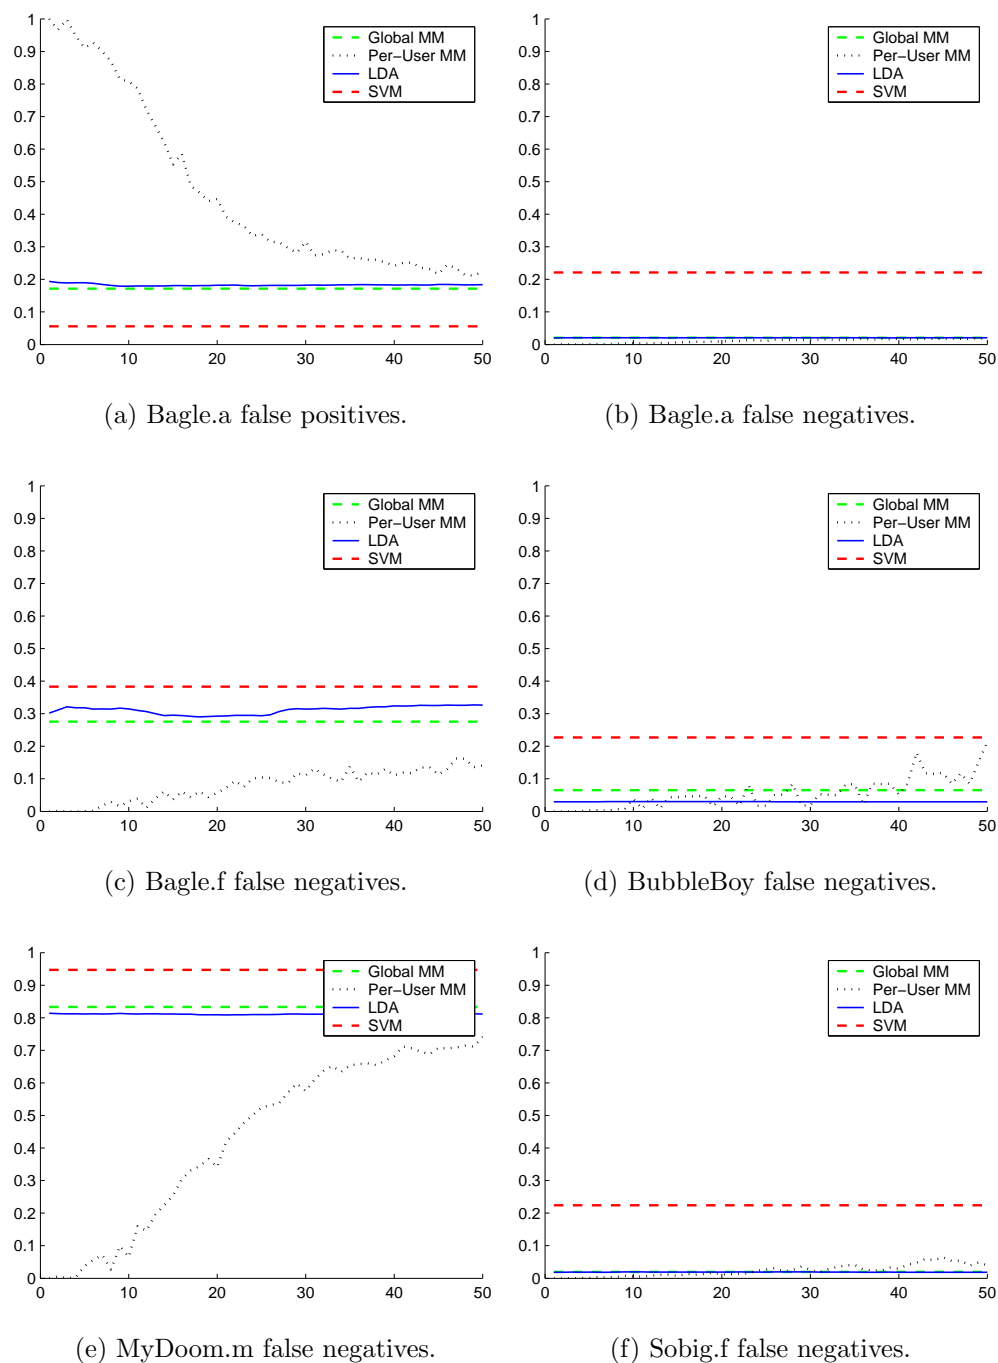 1
0.9
0.8
0.7
0.6
0.5
0.4
0.3
0.2
0.1
0
0 10 20 30 40 50
Global MM
Per-User MM
LDA
SVM
(a) Bagle.a false positives.
1
0.9
0.8
0.7
0.6
0.5
0.4
0.3
0.2
0.1
0
0 10 20 30 40 50
Global MM
Per-User MM
LDA
SVM
(b) Bagle.a false negatives.
1
0.9
0.8
0.7
0.6
0.5
0.4
0.3
0.2
0.1
0
0 10 20 30 40 50
Global MM
Per-User MM
LDA
SVM
(c) Bagle.f false negatives.
1
0.9
0.8
0.7
0.6
0.5
0.4
0.3
0.2
0.1
0
0 10 20 30 40 50
Global MM
Per-User MM
LDA
SVM
(d) BubbleBoy false negatives.
1
0.9
0.8
0.7
0.6
0.5
0.4
0.3
0.2
0.1
0
0 10 20 30 40 50
Global MM
Per-User MM
LDA
SVM
(e) MyDoom.m false negatives.
1
0.9
0.8
0.7
0.6
0.5
0.4
0.3
0.2
0.1
0
0 10 20 30 40 50
Global MM
Per-User MM
LDA
SVM
(f) Sobig.f false negatives.